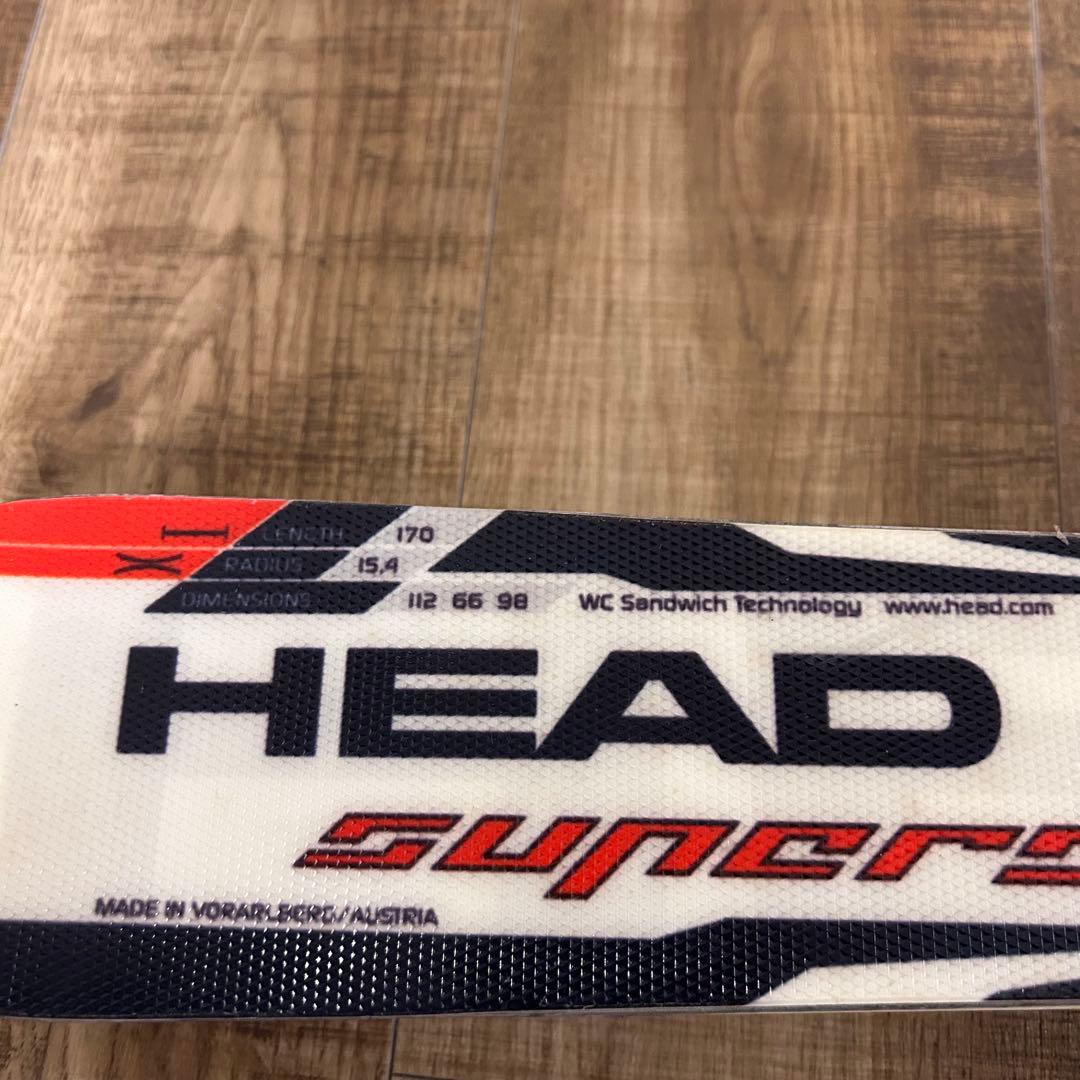 LENGTH 170
RADIUS 15,4
DIMENSIONS 112 66 98 WC Sandwich Technology www.head.com
HEAD
MADE IN VORARLBERG/AUSTRIA